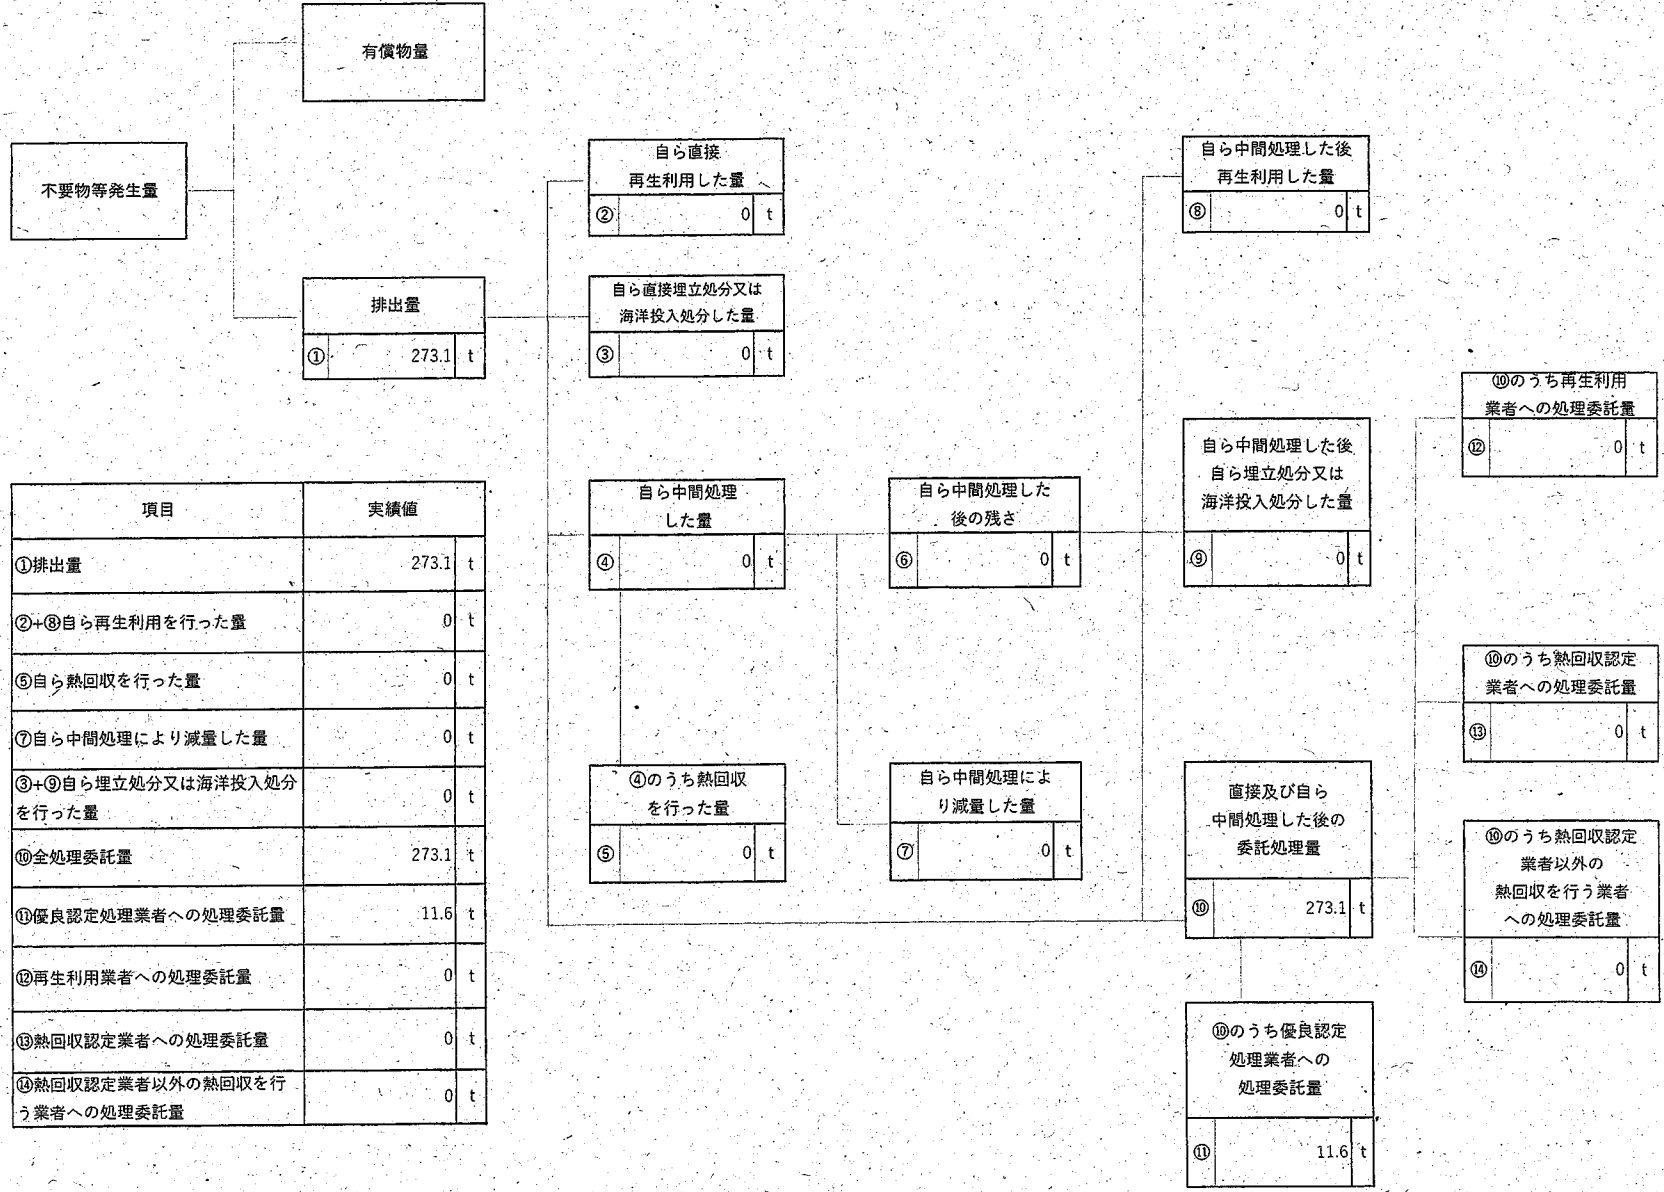 有償物量
不要物等発生量
排出量
① 273.1 t
自ら直接
再生利用した量
② 0 t
自ら直接埋立処分又は
海洋投入処分した量
③ 0 t
自ら中間処理
した量
④ 0 t
④のうち熱回収
を行った量
⑤ 0 t
自ら中間処理した
後の残さ
⑥ 0 t
自ら中間処理によ
り減量した量
⑦ 0 t
自ら中間処理した後
再生利用した量
⑧ 0 t
自ら中間処理した後
自ら埋立処分又は
海洋投入処分した量
⑨ 0 t
直接及び自ら
中間処理した後の
委託処理量
⑩ 273.1 t
⑩のうち優良認定
処理業者への
処理委託量
⑪ 11.6 t
⑩のうち再生利用
業者への処理委託量
⑫ 0 t
⑩のうち熱回収認定
業者への処理委託量
⑬ 0 t
⑩のうち熱回収認定
業者以外の
熱回収を行う業者
への処理委託量
⑭ 0 t
項目 実績値
①排出量 273.1 t
②+⑧自ら再生利用を行った量 0 t
⑤自ら熱回収を行った量 0 t
⑦自ら中間処理により減量した量 0 t
③+⑨自ら埋立処分又は海洋投入処分
を行った量 0 t
⑩全処理委託量 273.1 t
⑪優良認定処理業者への処理委託量 11.6 t
⑫再生利用業者への処理委託量 0 t
⑬熱回収認定業者への処理委託量 0 t
⑭熱回収認定業者以外の熱回収を行
う業者への処理委託量 0 t